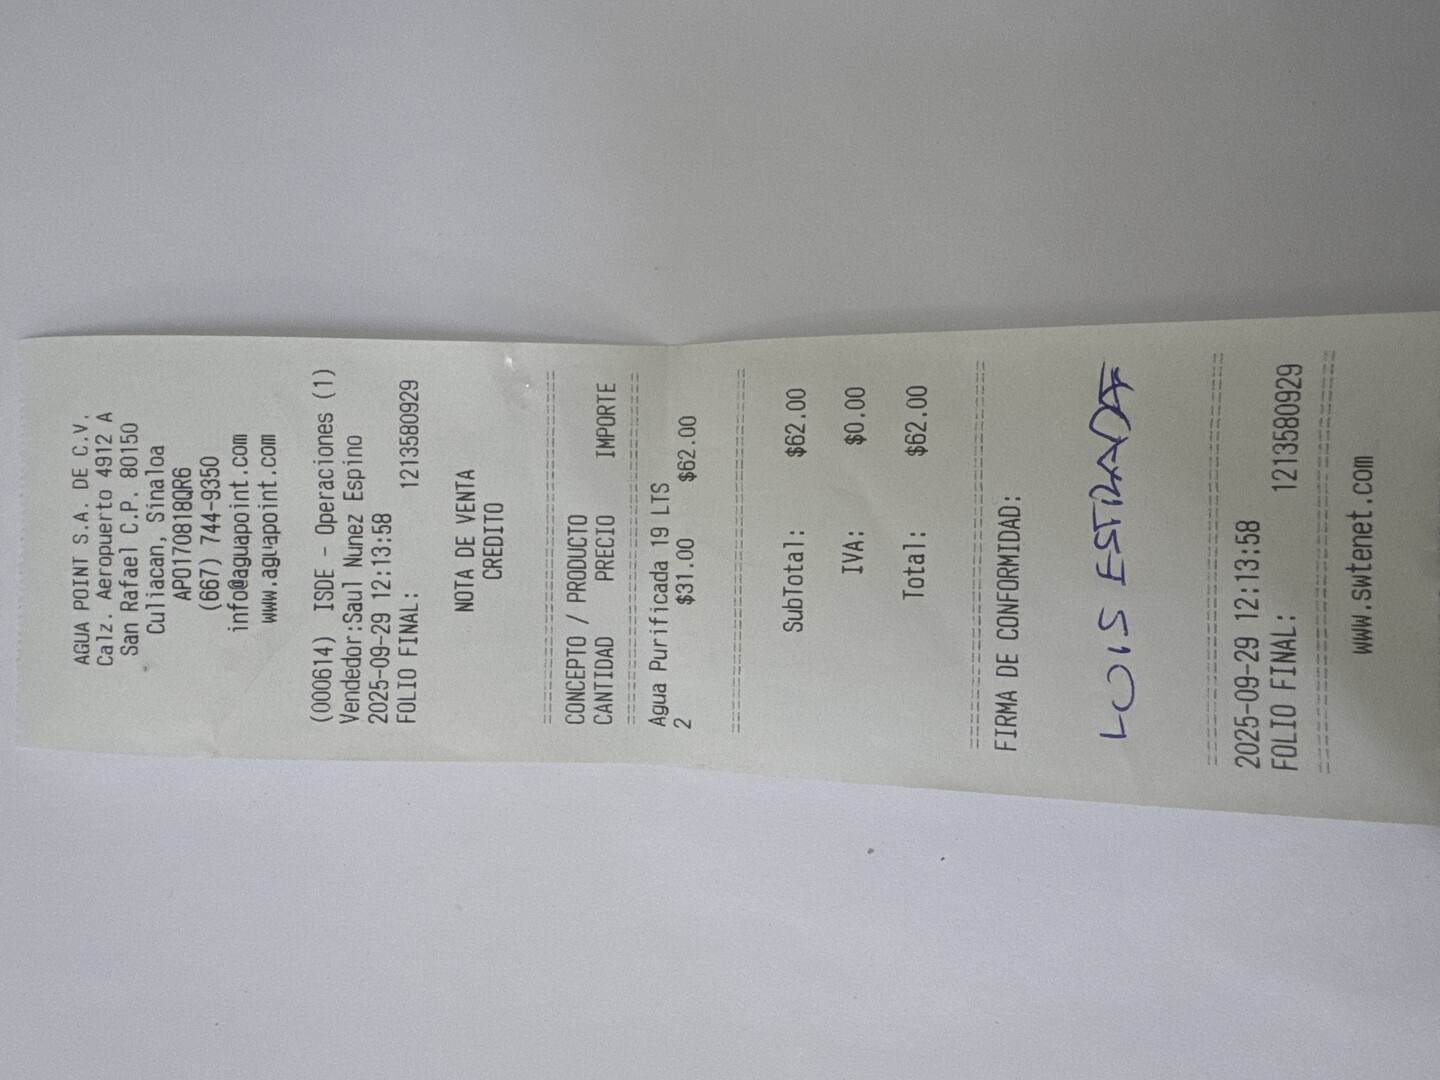 AGUA POINT S.A. DE C.V.
Calz. Aeropuerto 4912 A
San Rafael C.P. 80150
Culiacan, Sinaloa
APO170818QR6
(667) 744-9350
info@aguapoint.com
www.aguapoint.com
(000614) ISDE - Operaciones (1)
Vendedor:Saul Nunez Espino
2025-09-29 12:13:58
FOLIO FINAL: 1213580929
NOTA DE VENTA
CREDITO
CONCEPTO / PRODUCTO
CANTIDAD PRECIO IMPORTE
Agua Purificada 19 LTS
2 $31.00 $62.00
SubTotal: $62.00
IVA: $0.00
Total: $62.00
FIRMA DE CONFORMIDAD:
LUIS ESTRADA
2025-09-29 12:13:58
FOLIO FINAL: 1213580929
www.swtenet.com